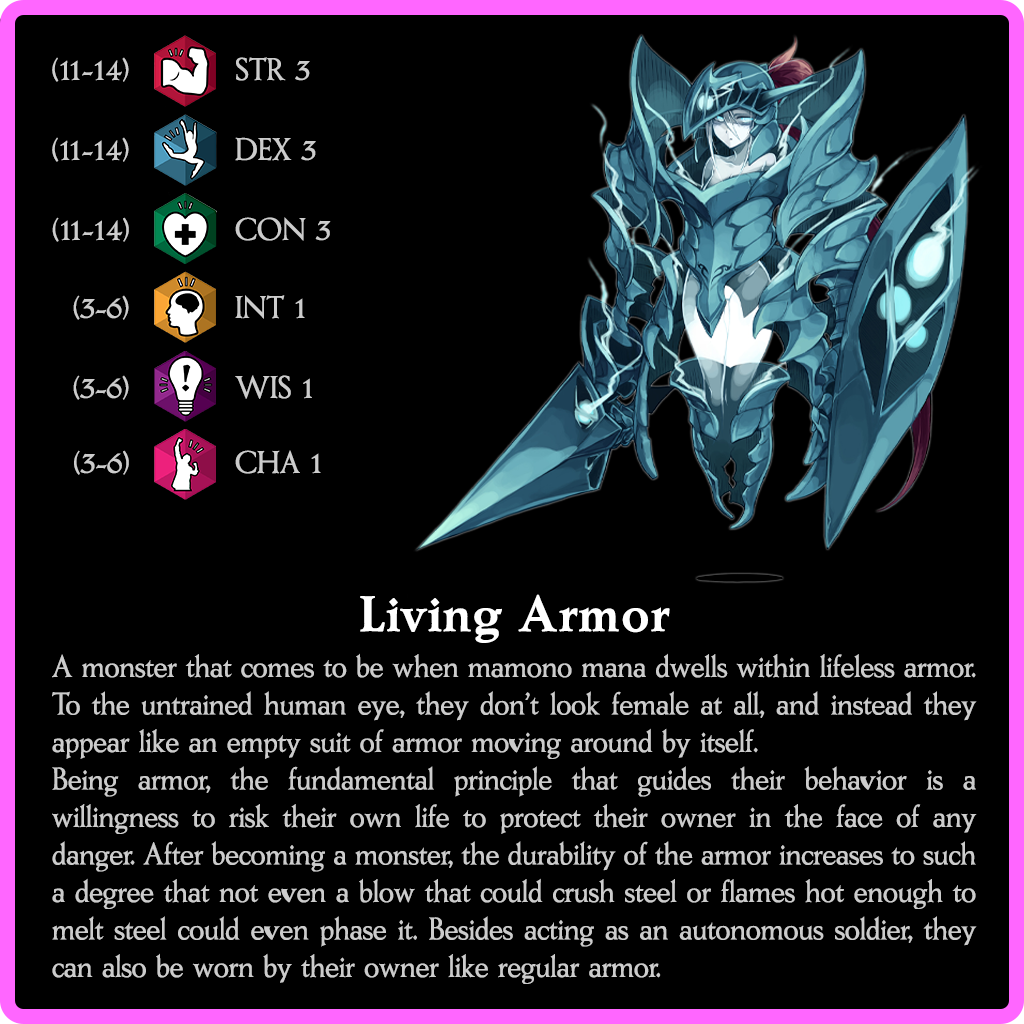 (11-14) STR 3
(11-14) DEX 3
(11-14) CON 3
(3-6) INT 1
(3-6) WIS 1
(3-6) CHA 1
Living Armor
A monster that comes to be when mamono mana dwells within lifeless armor.
To the untrained human eye, they don't look female at all, and instead they
appear like an empty suit of armor moving around by itself.
Being armor, the fundamental principle that guides their behavior is a
willingness to risk their own life to protect their owner in the face of any
danger. After becoming a monster, the durability of the armor increases to such
a degree that not even a blow that could crush steel or flames hot enough to
melt steel could even phase it. Besides acting as an autonomous soldier, they
can also be worn by their owner like regular armor.